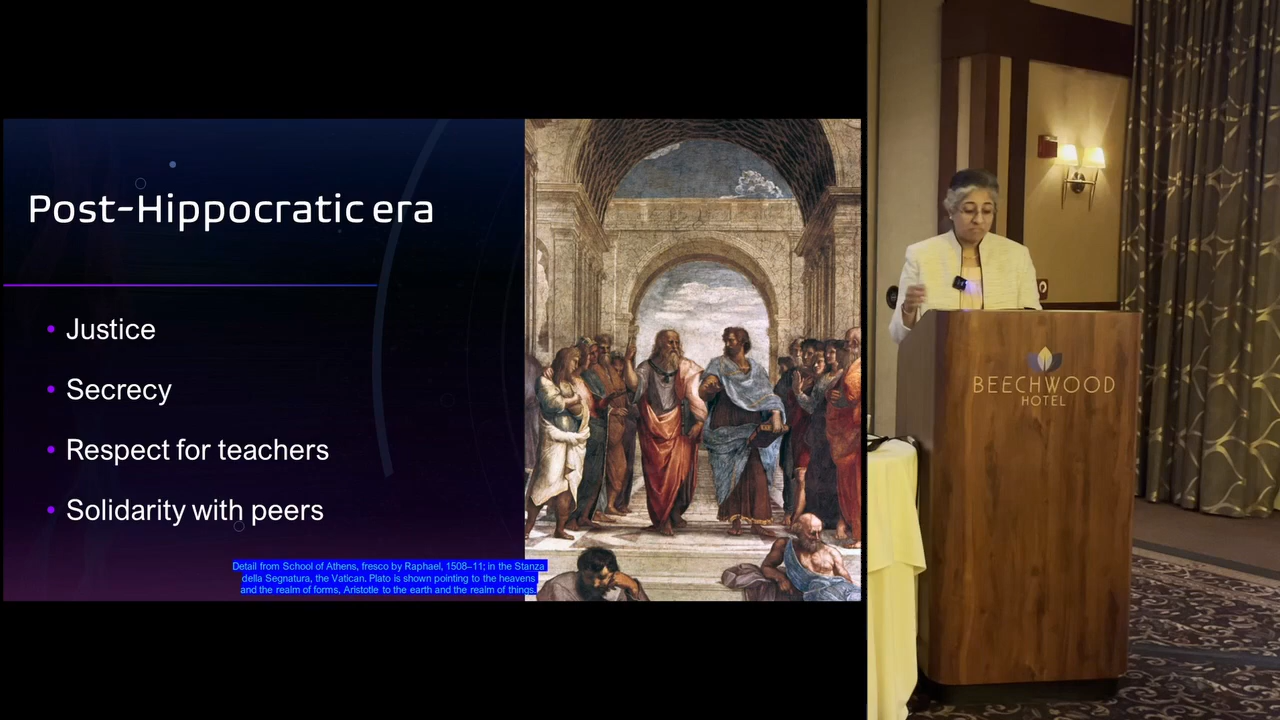 Post-Hippocratic era
• Justice
• Secrecy
• Respect for teachers
• Solidarity with peers
Detail from School of Athens, fresco by Raphael, 1508–11; in the Stanza
della Segnatura, the Vatican. Plato is shown pointing to the heavens
and the realm of forms, Aristotle to the earth and the realm of things.
BEECHWOOD
HOTEL